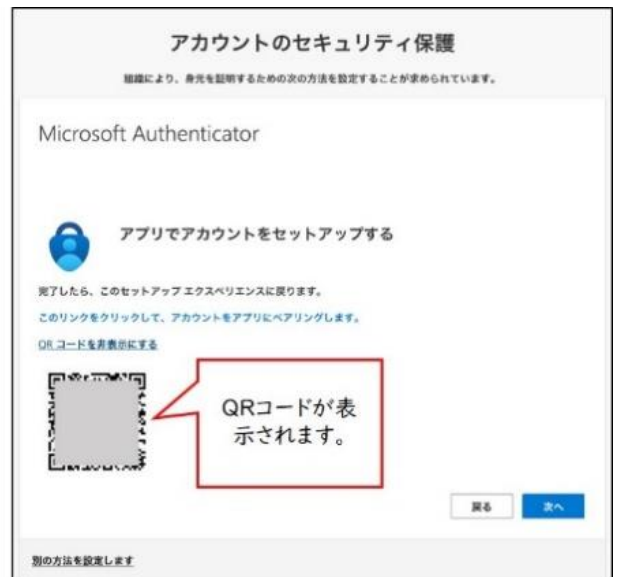 アカウントのセキュリティ保護
組織により、身元を証明するための次の方法を設定することが求められています。
Microsoft Authenticator
アプリでアカウントをセットアップする
完了したら、このセットアップ エクスペリエンスに戻ります。
このリンクをクリックして、アカウントをアプリにペアリングします。
QR コードを非表示にする
QRコードが表
示されます。
戻る
次へ
別の方法を設定します